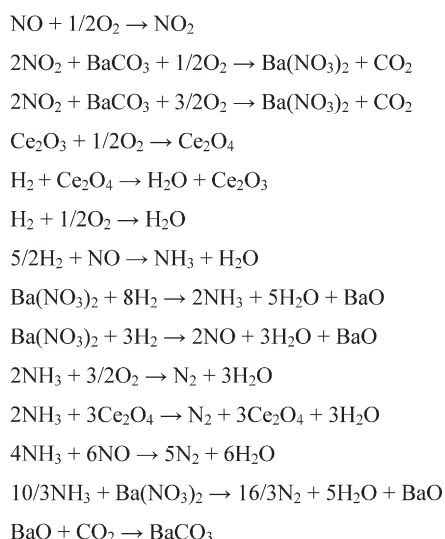 NO + 1/2O₂ → NO₂
2NO₂ + BaCO₃ + 1/2O₂ → Ba(NO₃)₂ + CO₂
2NO₂ + BaCO₃ + 3/2O₂ → Ba(NO₃)₂ + CO₂
Ce₂O₃ + 1/2O₂ → Ce₂O₄
H₂ + Ce₂O₄ → H₂O + Ce₂O₃
H₂ + 1/2O₂ → H₂O
5/2H₂ + NO → NH₃ + H₂O
Ba(NO₃)₂ + 8H₂ → 2NH₃ + 5H₂O + BaO
Ba(NO₃)₂ + 3H₂ → 2NO + 3H₂O + BaO
2NH₃ + 3/2O₂ → N₂ + 3H₂O
2NH₃ + 3Ce₂O₄ → N₂ + 3Ce₂O₄ + 3H₂O
4NH₃ + 6NO → 5N₂ + 6H₂O
10/3NH₃ + Ba(NO₃)₂ → 16/3N₂ + 5H₂O + BaO
BaO + CO₂ → BaCO₃